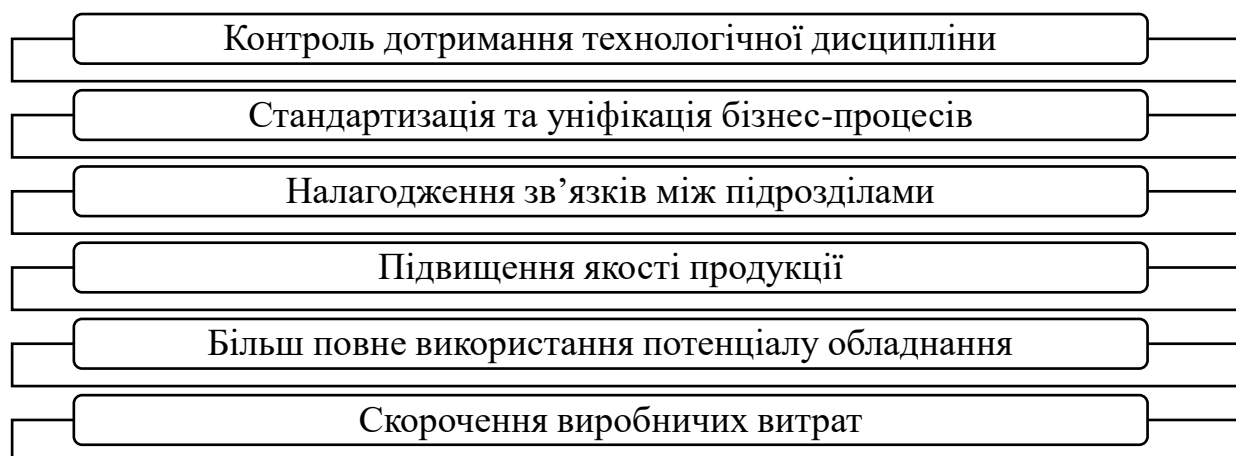 Контроль дотримання технологічної дисципліни
Стандартизація та уніфікація бізнес-процесів
Налагодження зв’язків між підрозділами
Підвищення якості продукції
Більш повне використання потенціалу обладнання
Скорочення виробничих витрат